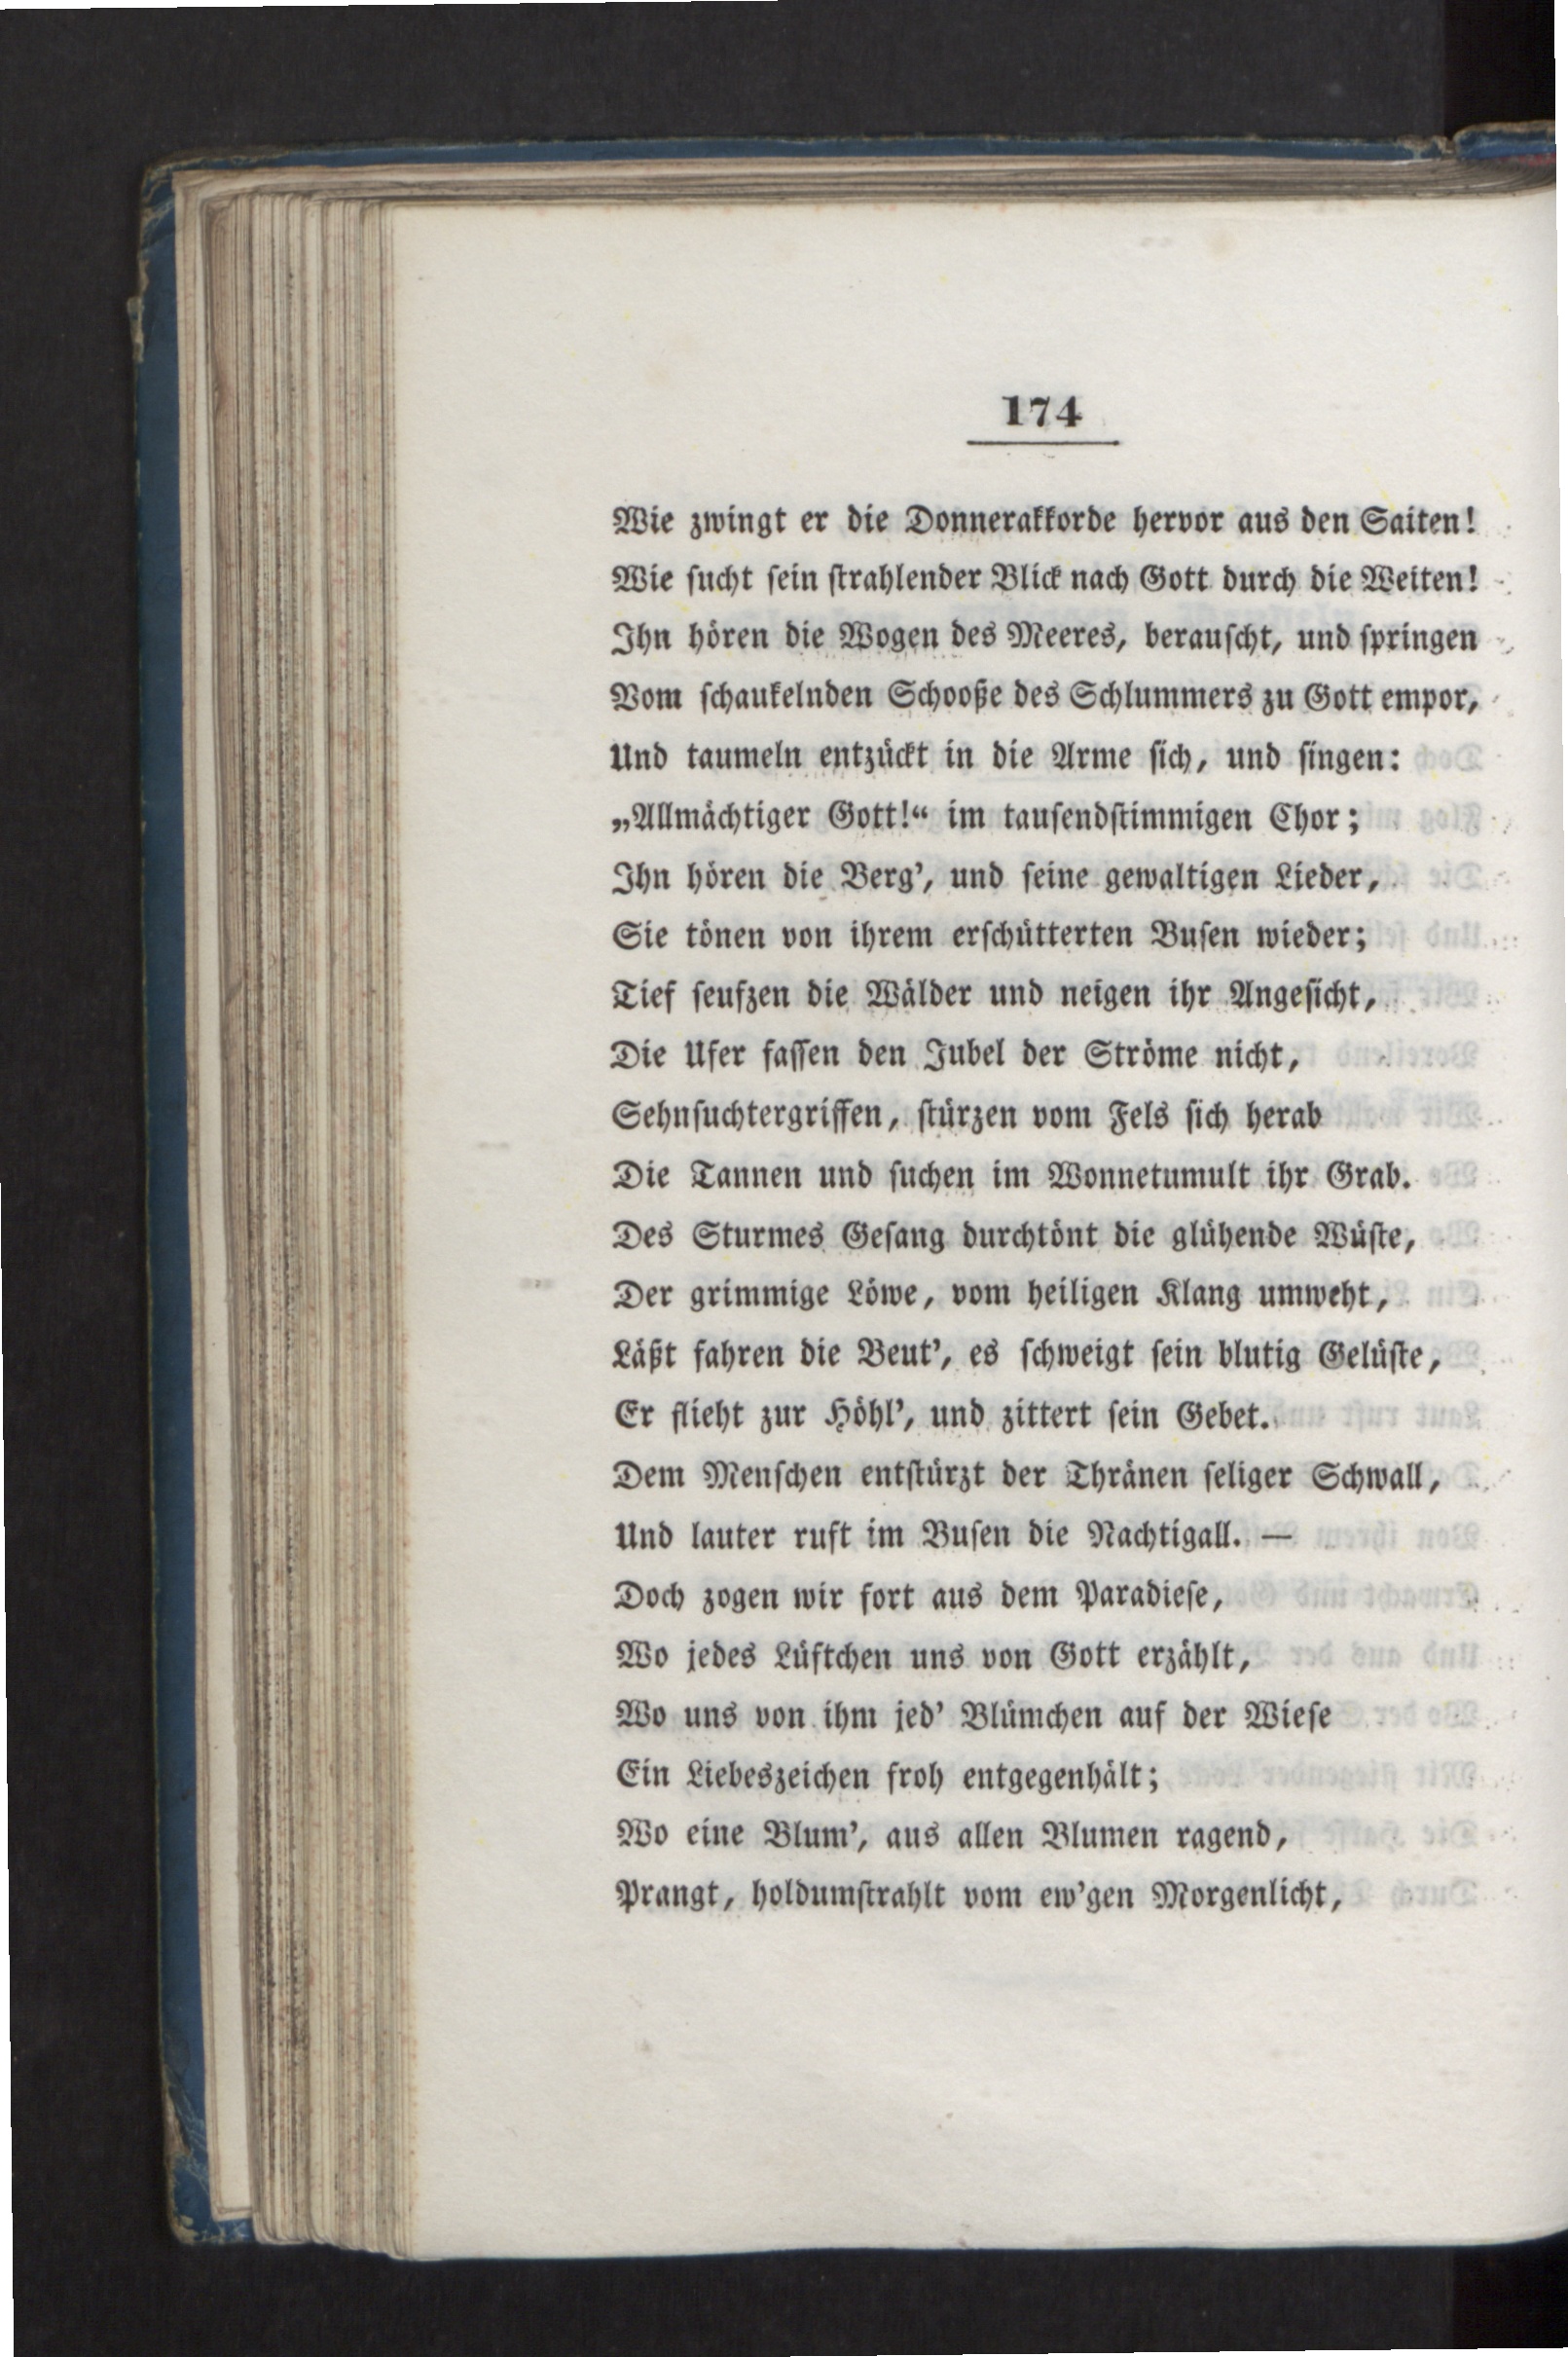 174
Wie zwingt er die Donnerakkorde hervor aus den Saiten!
Wie sucht sein strahlender Blick nach Gott durch die Weiten!
Ihn hören die Wogen des Meeres, berauscht, und springen
Vom schaukelnden Schooße des Schlummers zu Gott empor,
Und taumeln entzückt in die Arme sich, und singen:
„Allmächtiger Gott!“ im tausendstimmigen Chor;
Ihn hören die Berg’, und seine gewaltigen Lieder,
Sie tönen von ihrem erschütterten Busen wieder;
Tief seufzen die Wälder und neigen ihr Angesicht,
Die Ufer fassen den Jubel der Ströme nicht,
Sehnsuchtergriffen, stürzen vom Fels sich herab
Die Tannen und suchen im Wonnetumult ihr Grab.
Des Sturmes Gesang durchtönt die glühende Wüste,
Der grimmige Löwe, vom heiligen Klang umweht,
Läßt fahren die Beut’, es schweigt sein blutig Gelüste,
Er flieht zur Höhl’, und zittert sein Gebet.
Dem Menschen entstürzt der Thränen seliger Schwall,
Und lauter ruft im Busen die Nachtigall. —
Doch zogen wir fort aus dem Paradiese,
Wo jedes Lüftchen uns von Gott erzählt,
Wo uns von ihm jed’ Blümchen auf der Wiese
Ein Liebeszeichen froh entgegenhält;
Wo eine Blum’, aus allen Blumen ragend,
Prangt, holdumstrahlt vom ew’gen Morgenlicht,